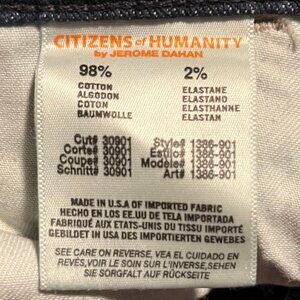 CITIZENS of HUMANITY
by JEROME DAHAN
98% 2%
COTTON ELASTANE
ALGODON ELASTANO
COTON ELASTHANNE
BAUMWOLLE ELASTAN
Cut# 30901 Style# 1386-901
Corte# 30901 Estilo# 1386-901
Coupe# 30901 Modele# 1386-901
Schnitt# 30901 Art# 1386-901
MADE IN U.S.A OF IMPORTED FABRIC
HECHO EN LOS EE.UU DE TELA IMPORTADA
FABRIQUÉ AUX ETATS-UNIS DU TISSU IMPORTÉ
GEBILDET IN USA DES IMPORTIERTEN GEWEBES
SEE CARE ON REVERSE, VEA EL CUIDADO EN
REVÉS,VOIR LE SOIN SUR L'INVERSE,SEHEN
SIE SORGFALT AUF RÜCKSEITE